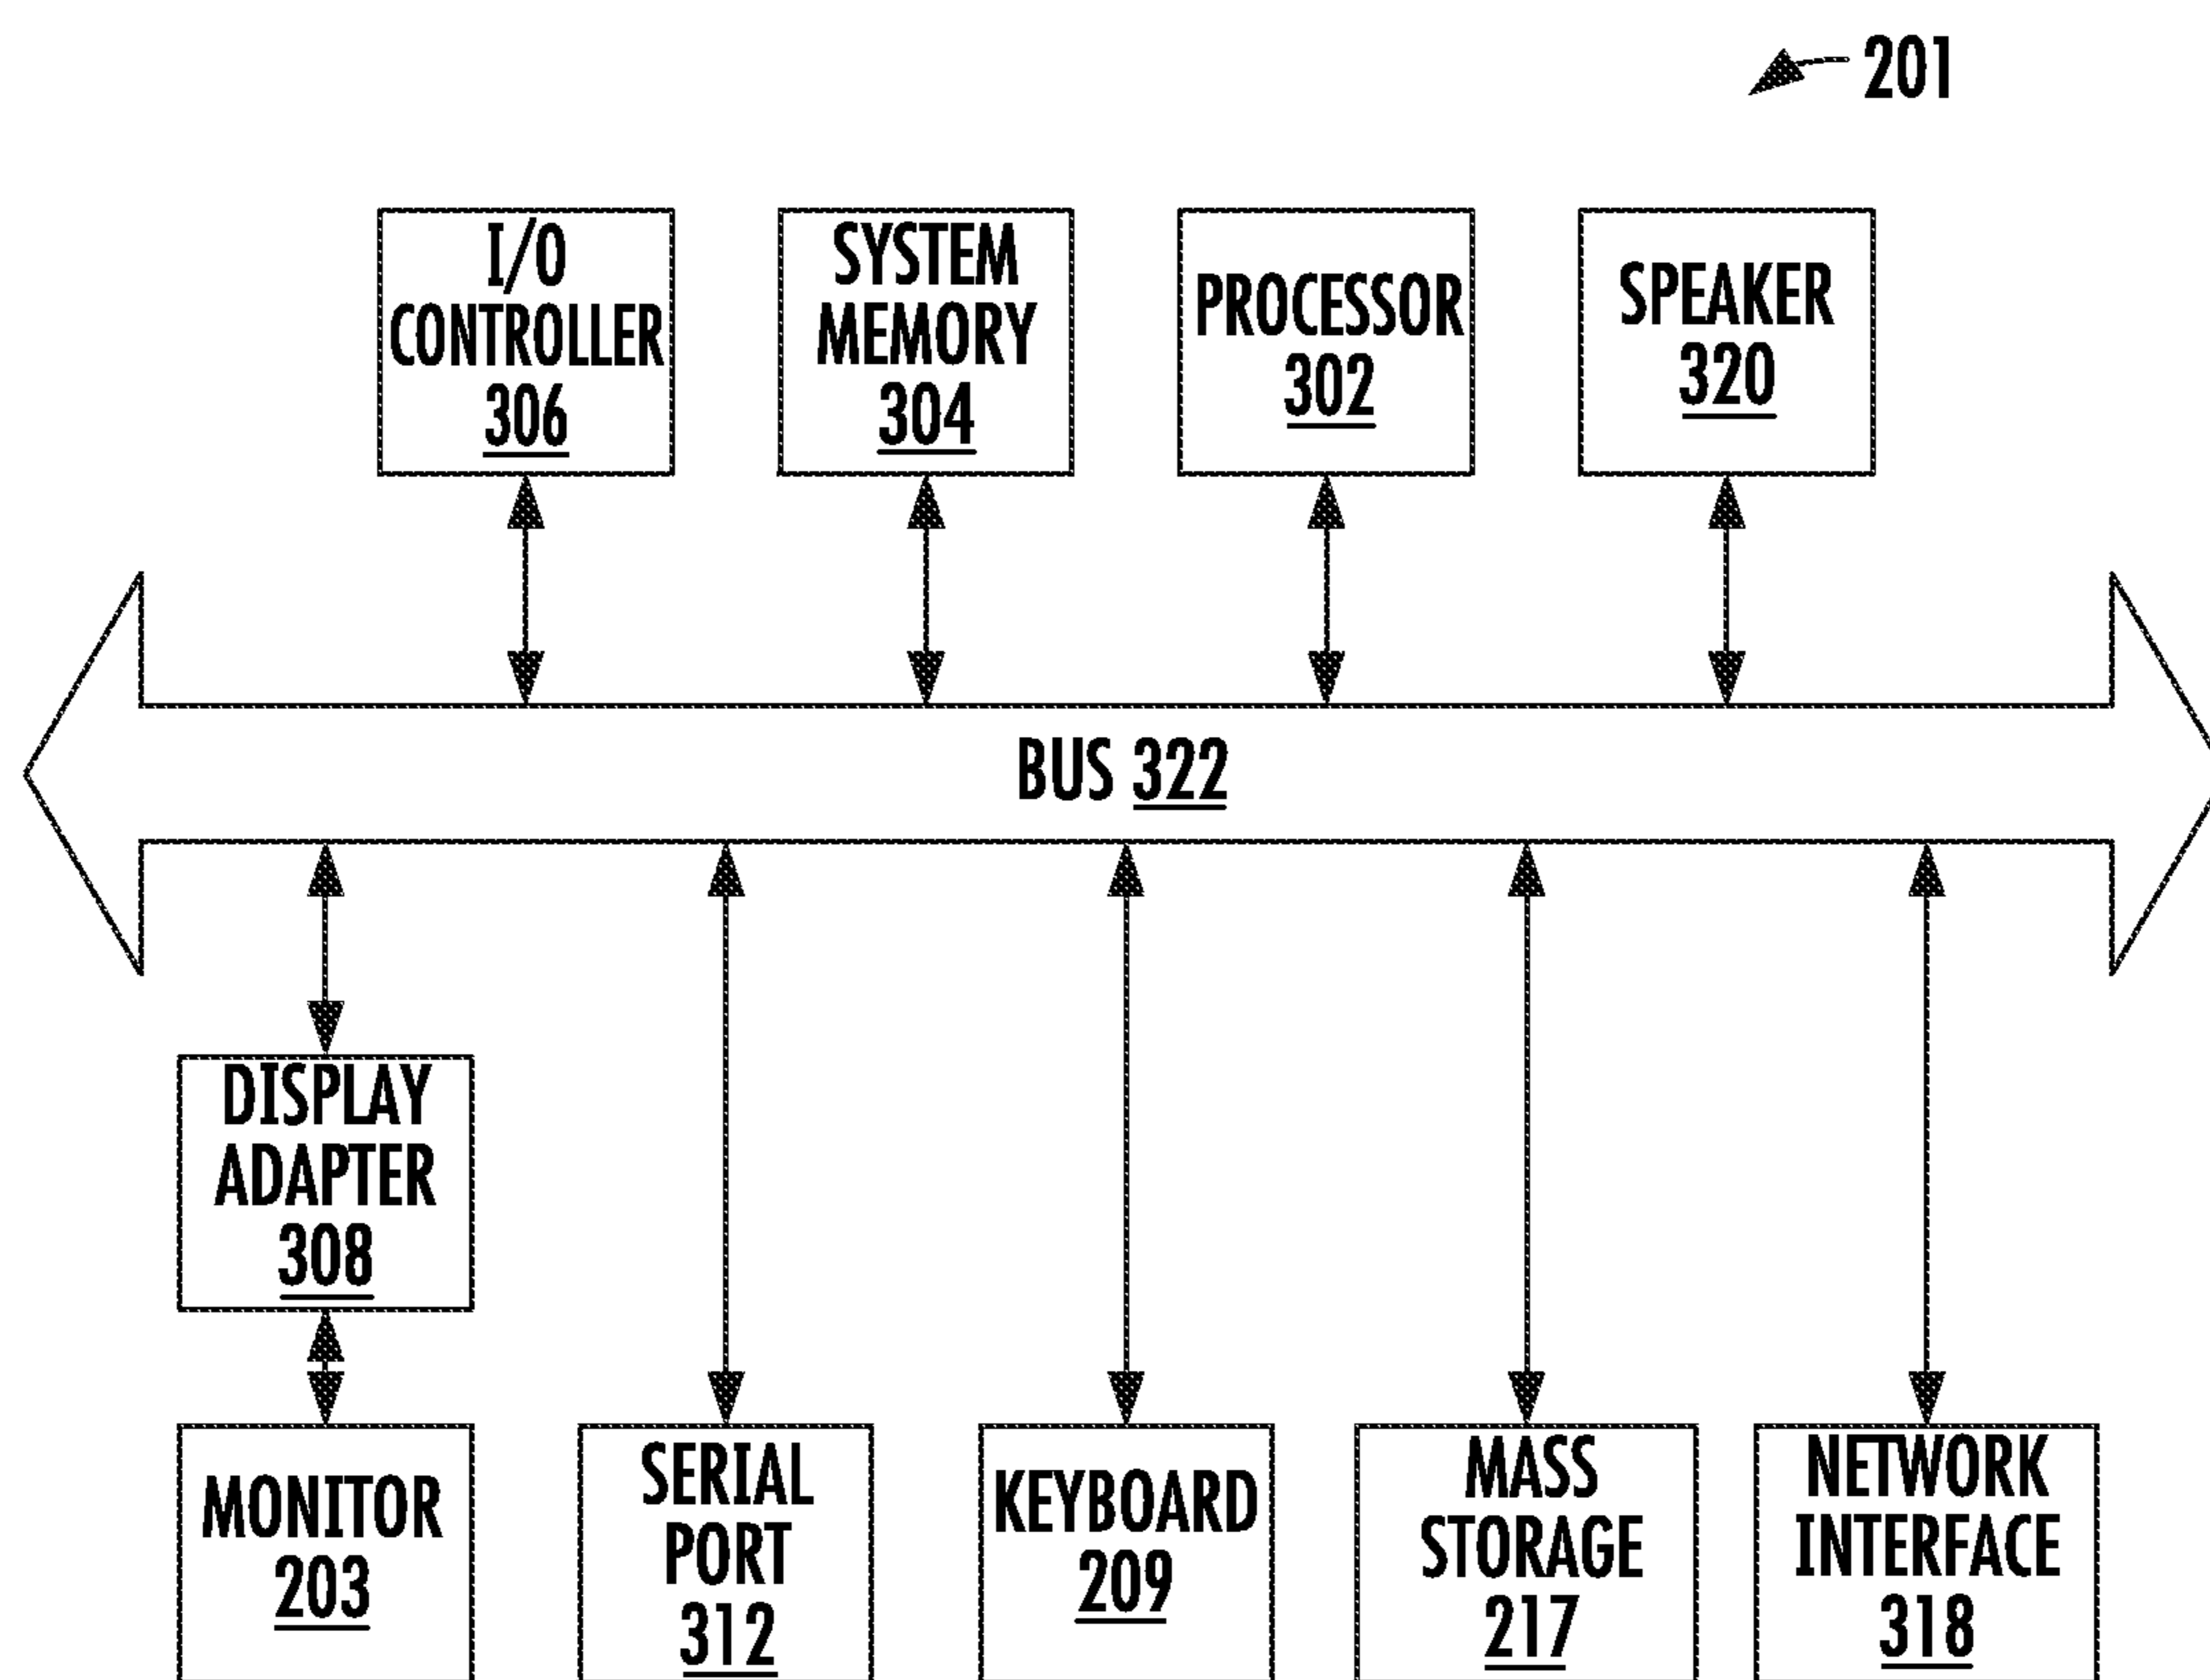 201
I/O
CONTROLLER
306
SYSTEM
MEMORY
304
PROCESSOR
302
SPEAKER
320
BUS 322
DISPLAY
ADAPTER
308
MONITOR
203
SERIAL
PORT
312
KEYBOARD
209
MASS
STORAGE
217
NETWORK
INTERFACE
318